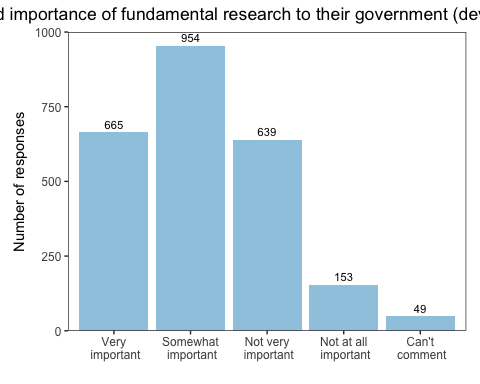 importance of fundamental research to their government
Number of responses
1000
750
500
250
0
665
954
639
153
49
Very
important
Somewhat
important
Not very
important
Not at all
important
Can't
comment